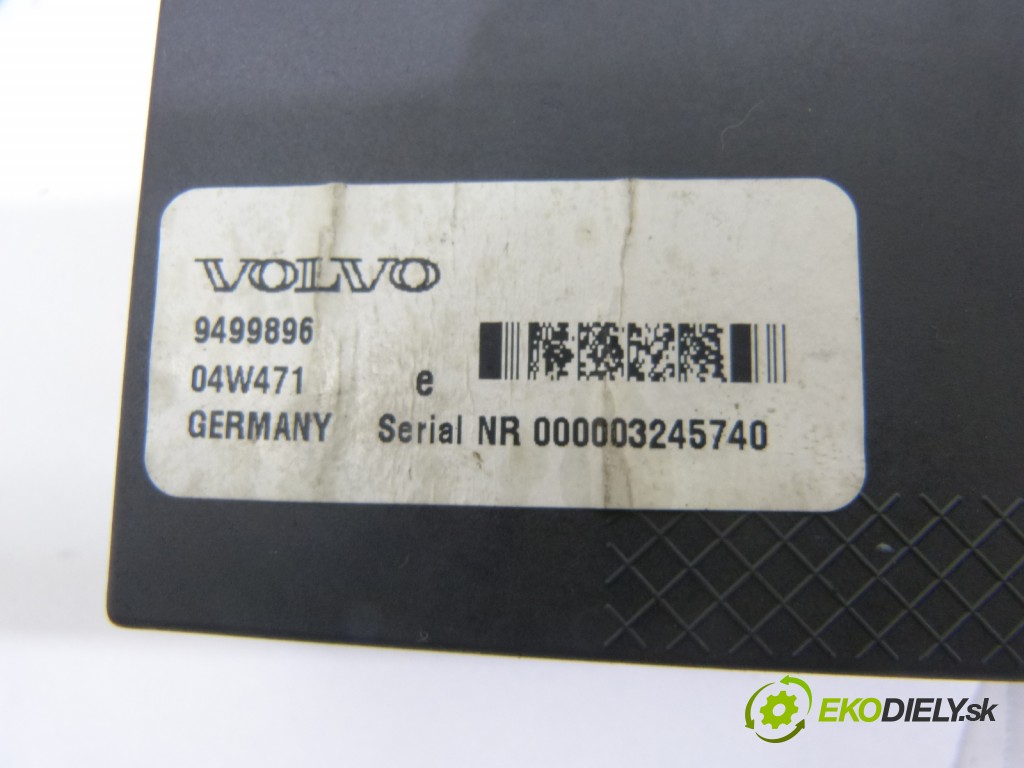 VOLVO
9499896
04W471 e
GERMANY Serial NR 000003245740
EKODIELY.sk